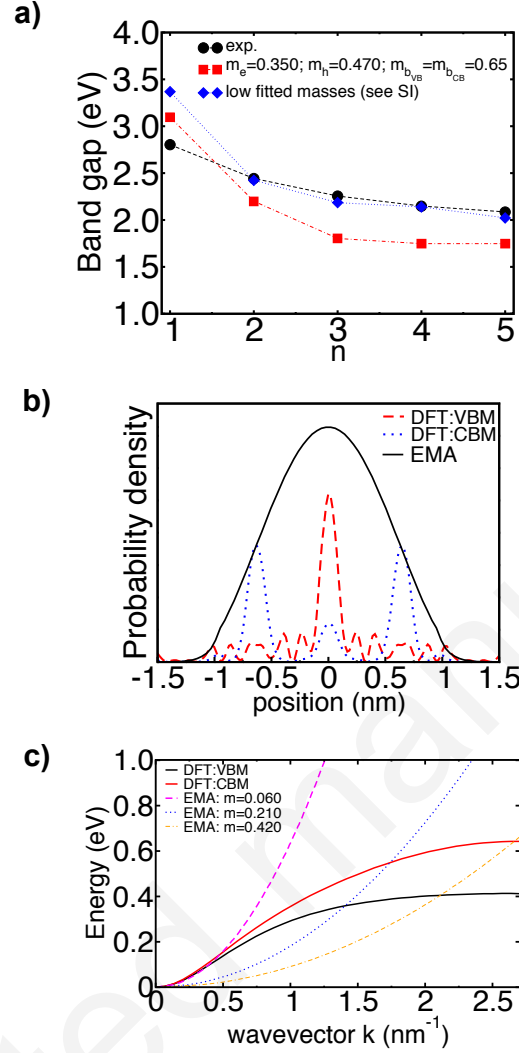 a)
4.0
3.5
3.0
2.5
2.0
1.5
1.0
Band gap (eV)
exp.
m_e=0.350; m_h=0.470; m_b_VB=m_b_CB=0.65
low fitted masses (see SI)
1 2 3 4 5
n
b)
Probability density
DFT:VBM
DFT:CBM
EMA
-1.5 -1 -0.5 0 0.5 1 1.5
position (nm)
c)
1.0
0.8
0.6
0.4
0.2
0
Energy (eV)
DFT:VBM
DFT:CBM
EMA: m=0.060
EMA: m=0.210
EMA: m=0.420
0 0.5 1 1.5 2 2.5
wavevector k (nm⁻¹)